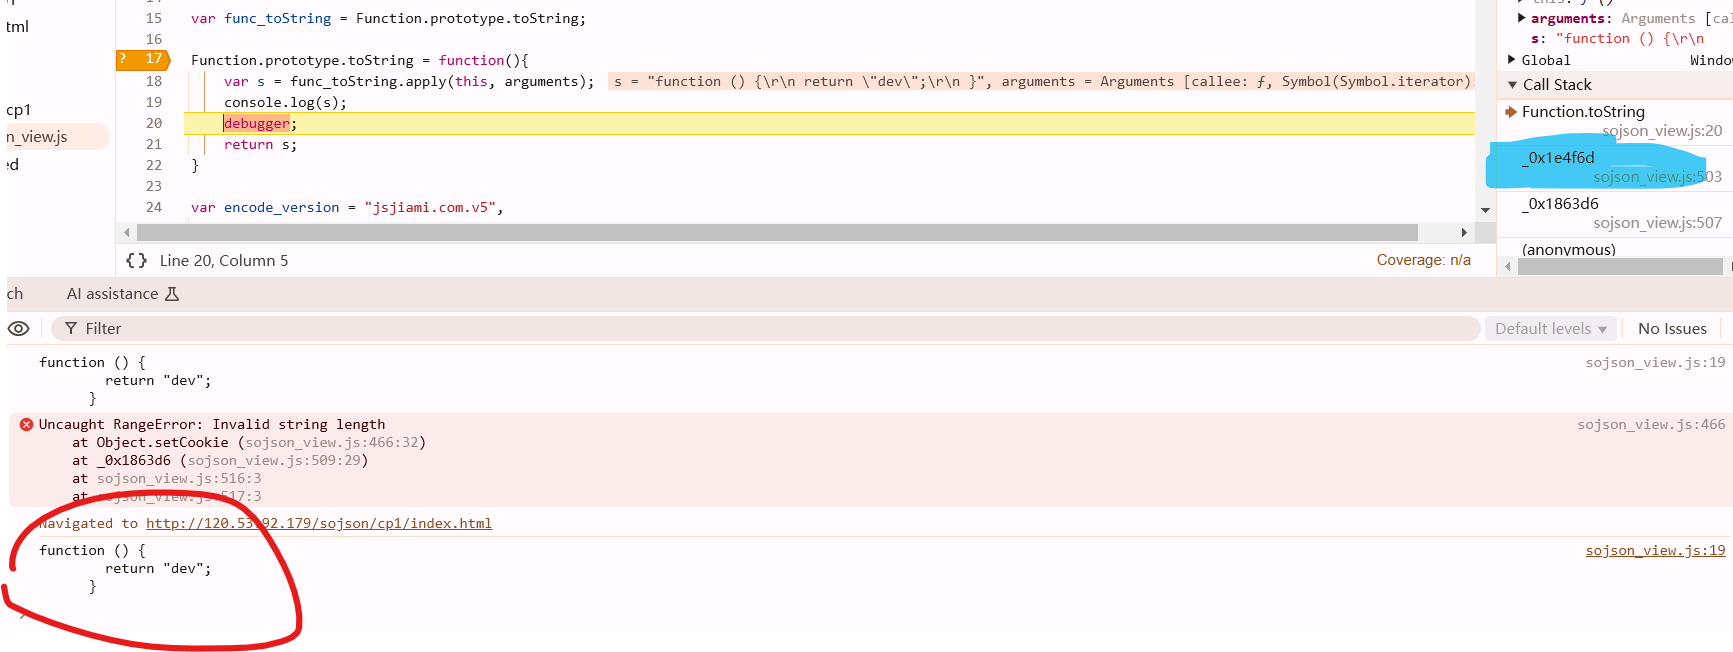 tml
cp1
n_view.js
ed
15 var func_toString = Function.prototype.toString;
16
? 17 Function.prototype.toString = function(){
18 var s = func_toString.apply(this, arguments); s = "function () {\r\n return \"dev\";\r\n }", arguments = Arguments [callee: ƒ, Symbol(Symbol.iterator)
19 console.log(s);
20 debugger;
21 return s;
22 }
23
24 var encode_version = "jsjiami.com.v5",
{} Line 20, Column 5
Coverage: n/a
arguments: Arguments [cal
s: "function () {\r\n
Global Window
Call Stack
Function.toString
sojson_view.js:20
_0x1e4f6d
sojson_view.js:503
_0x1863d6
sojson_view.js:507
(anonymous)
ch AI assistance
Filter
Default levels ▼ No Issues
function () { sojson_view.js:19
return "dev";
}
Uncaught RangeError: Invalid string length sojson_view.js:466
at Object.setCookie (sojson_view.js:466:32)
at _0x1863d6 (sojson_view.js:509:29)
at sojson_view.js:516:3
at sojson_view.js:517:3
Navigated to http://120.53.92.179/sojson/cp1/index.html
function () { sojson_view.js:19
return "dev";
}